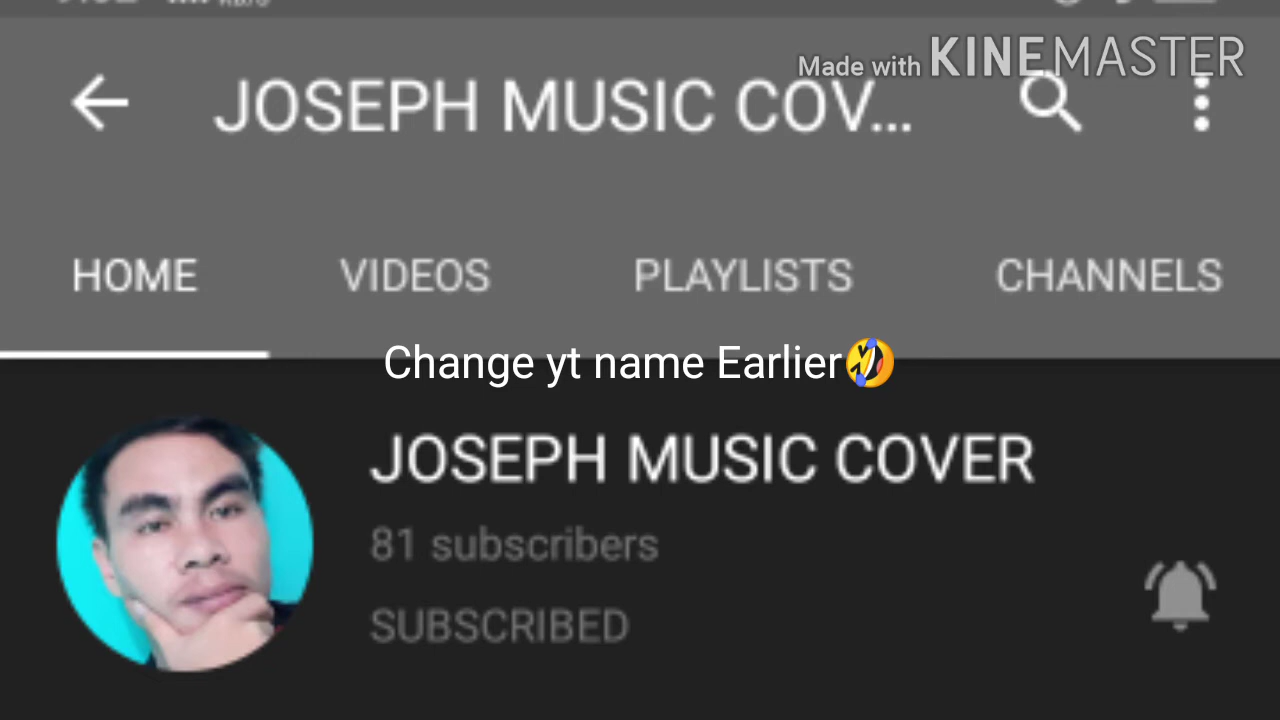 Made with KINEMASTER
JOSEPH MUSIC COV...
HOME VIDEOS PLAYLISTS CHANNELS
Change yt name Earlier🤣
JOSEPH MUSIC COVER
81 subscribers
SUBSCRIBED